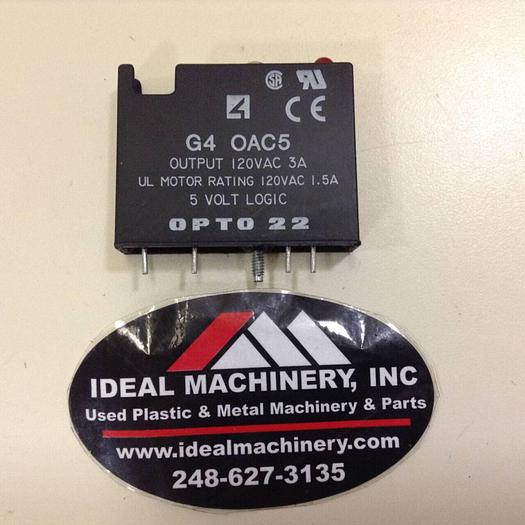 G4 OAC5
OUTPUT 120VAC 3A
UL MOTOR RATING 120VAC 1.5A
5 VOLT LOGIC
OPTO 22
IDEAL MACHINERY, INC
Used Plastic & Metal Machinery & Parts
www.idealmachinery.com
248-627-3135